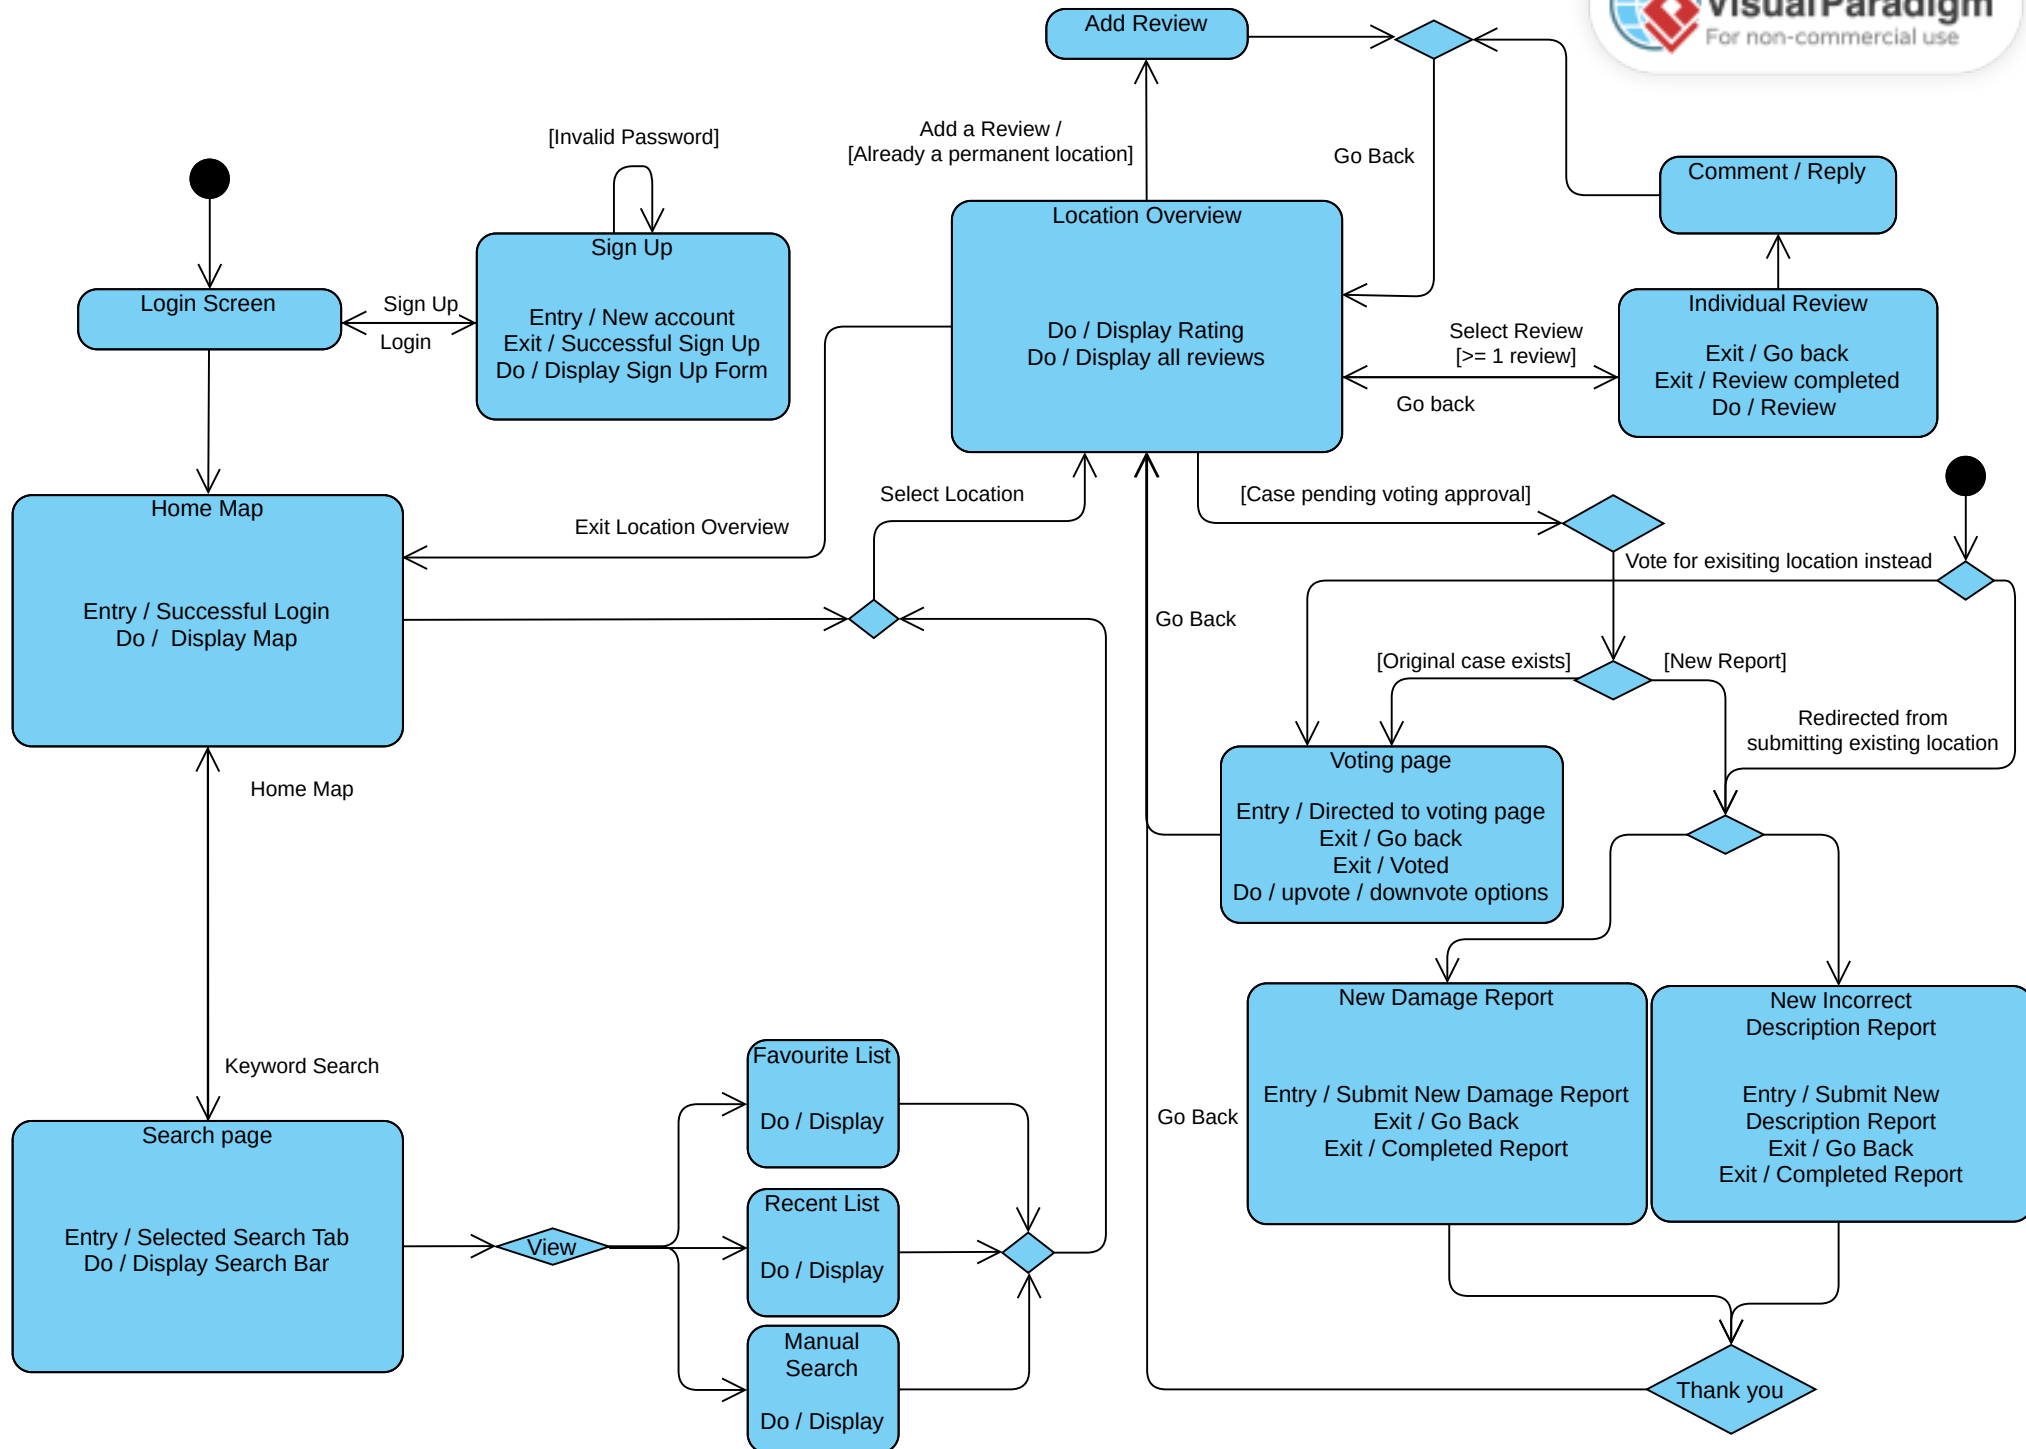 Add Review
VisualParadigm
For non-commercial use
[Invalid Password]
Add a Review /
[Already a permanent location]
Go Back
Comment / Reply
Location Overview
Do / Display Rating
Do / Display all reviews
Sign Up
Entry / New account
Exit / Successful Sign Up
Do / Display Sign Up Form
Login Screen
Sign Up
Login
Select Review
[>= 1 review]
Go back
Individual Review
Exit / Go back
Exit / Review completed
Do / Review
Home Map
Entry / Successful Login
Do /  Display Map
Exit Location Overview
Select Location
[Case pending voting approval]
Vote for exisiting location instead
Go Back
[Original case exists]
[New Report]
Redirected from
submitting existing location
Voting page
Entry / Directed to voting page
Exit / Go back
Exit / Voted
Do / upvote / downvote options
Home Map
Keyword Search
Search page
Entry / Selected Search Tab
Do / Display Search Bar
View
Favourite List
Do / Display
Recent List
Do / Display
Manual
Search
Do / Display
Go Back
New Damage Report
Entry / Submit New Damage Report
Exit / Go Back
Exit / Completed Report
New Incorrect
Description Report
Entry / Submit New
Description Report
Exit / Go Back
Exit / Completed Report
Thank you